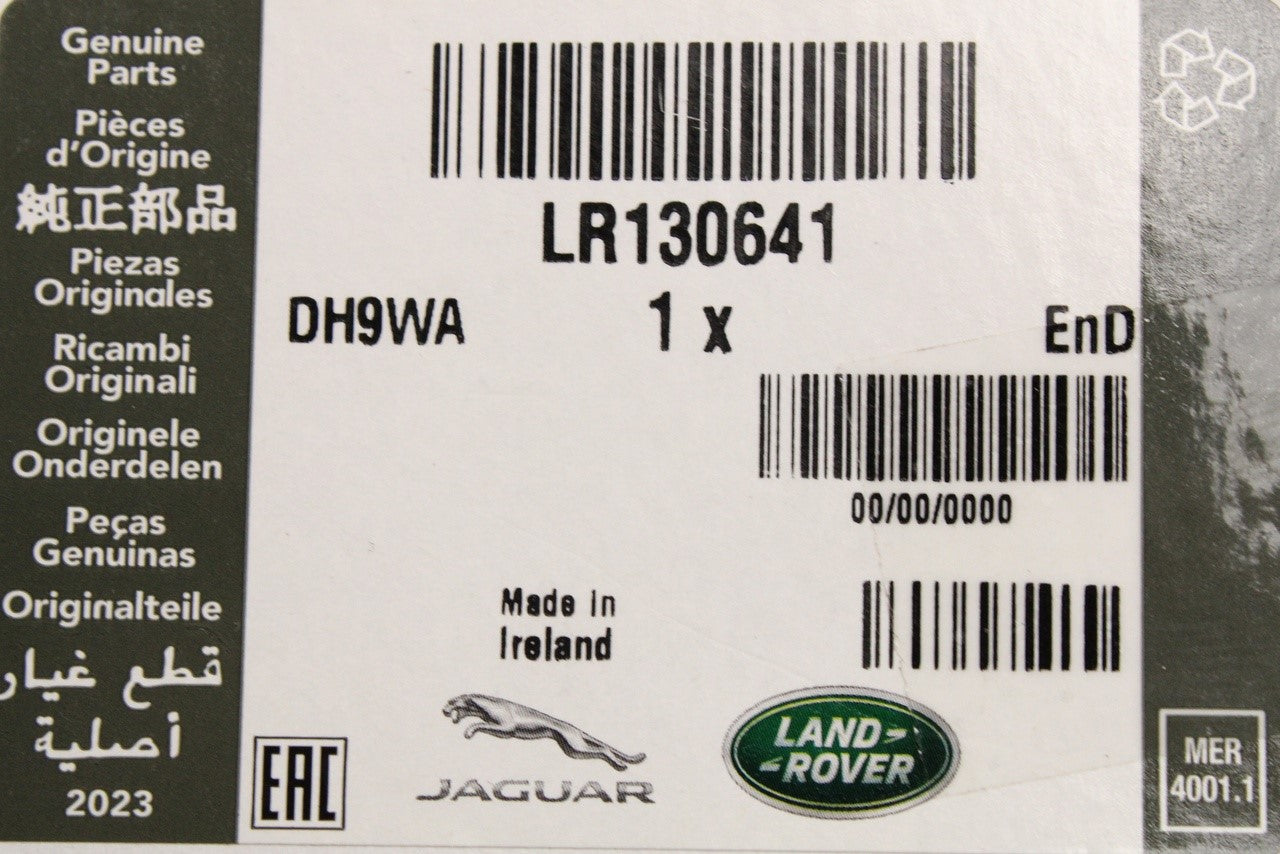 Genuine
Parts
Pièces
d'Origine
純正部品
Piezas
Originales
Ricambi
Originali
Originele
Onderdelen
Peças
Genuinas
Originalteile
قطع غيار
أصلية
2023
LR130641
DH9WA 1 x EnD
00/00/0000
Made in
Ireland
EAC
JAGUAR
LAND
ROVER
MER
4001.1